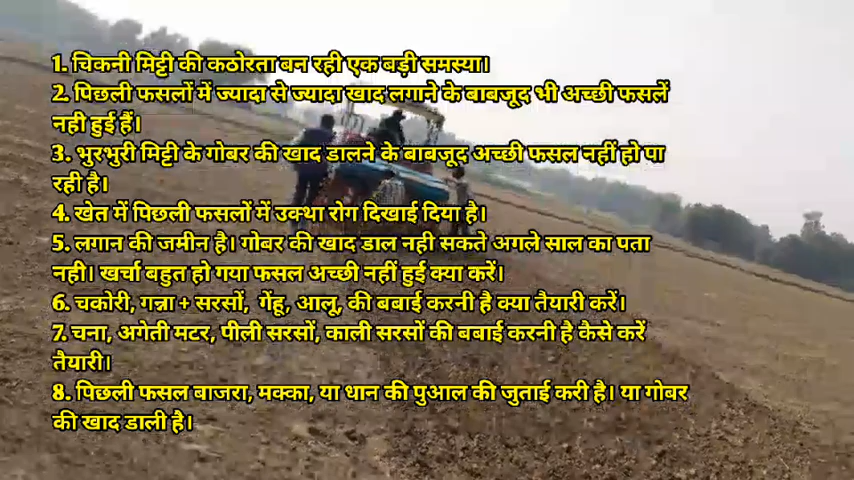 1. चिकनी मिट्टी की कठोरता बन रही एक बड़ी समस्या।
2. पिछली फसलों में ज्यादा से ज्यादा खाद लगाने के बाबजूद भी अच्छी फसलें
नही हुई हैं।
3. भुरभुरी मिट्टी के गोबर की खाद डालने के बाबजूद अच्छी फसल नहीं हो पा
रही है।
4. खेत में पिछली फसलों में उक्था रोग दिखाई दिया है।
5. लगान की जमीन है। गोबर की खाद डाल नही सकते अगले साल का पता
नही। खर्चा बहुत हो गया फसल अच्छी नहीं हुई क्या करें।
6. चकोरी, गन्ना + सरसों, गेंहू, आलू, की बबाई करनी है क्या तैयारी करें।
7. चना, अगेती मटर, पीली सरसों, काली सरसों की बबाई करनी है कैसे करें
तैयारी।
8. पिछली फसल बाजरा, मक्का, या धान की पुआल की जुताई करी है। या गोबर
की खाद डाली है।